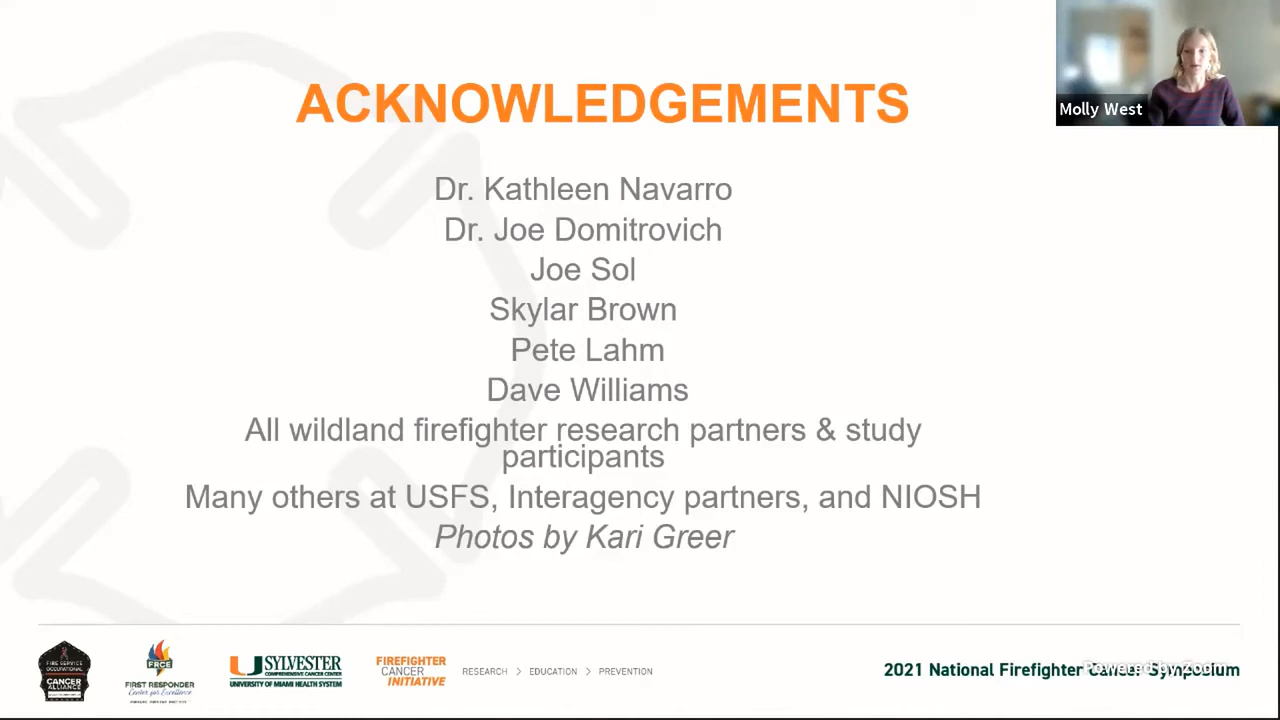 ACKNOWLEDGEMENTS
Molly West
Dr. Kathleen Navarro
Dr. Joe Domitrovich
Joe Sol
Skylar Brown
Pete Lahm
Dave Williams
All wildland firefighter research partners & study
participants
Many others at USFS, Interagency partners, and NIOSH
Photos by Kari Greer
FIRE SERVICE
OCCUPATIONAL
CANCER
ALLIANCE
FRCE
FIRST RESPONDER
Center for Excellence
SYLVESTER
COMPREHENSIVE CANCER CENTER
UNIVERSITY OF MIAMI HEALTH SYSTEM
FIREFIGHTER
CANCER
INITIATIVE
RESEARCH > EDUCATION > PREVENTION
2021 National Firefighter Cancer Symposium
Powered by Zoom